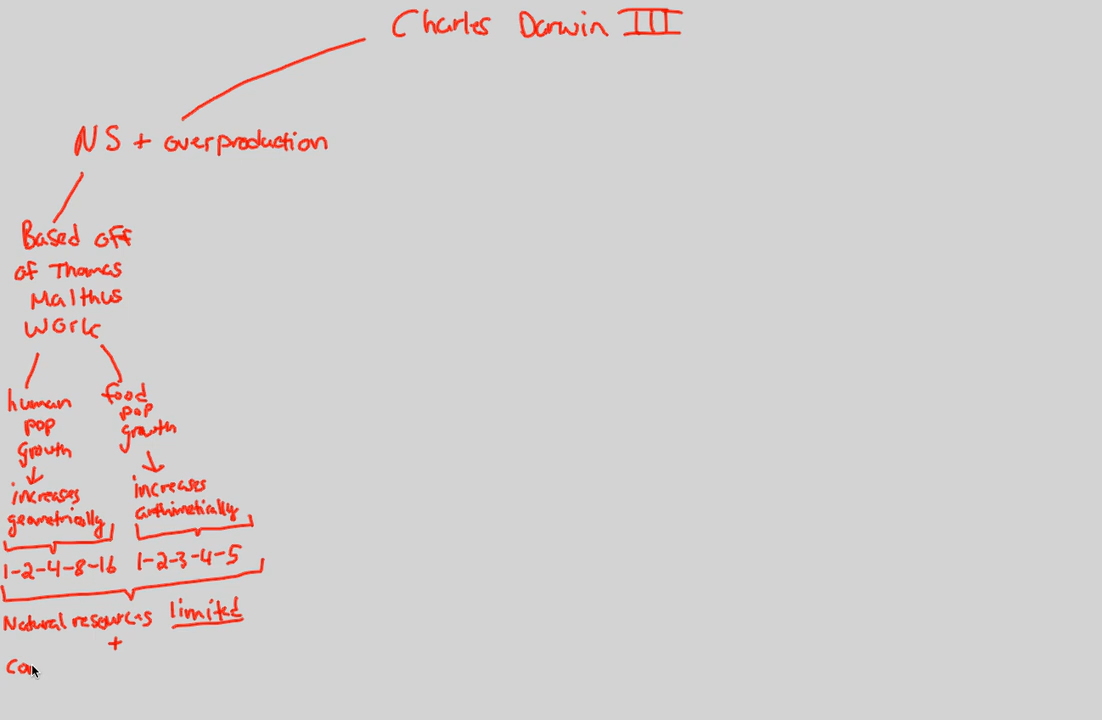 Charles Darwin III
NS + overproduction
Based off
of Thomas
Malthus
Work
human
pop
growth
increases
geometrically
1-2-4-8-16
food
pop
growth
increases
arithmetically
1-2-3-4-5
Natural resources limited
+